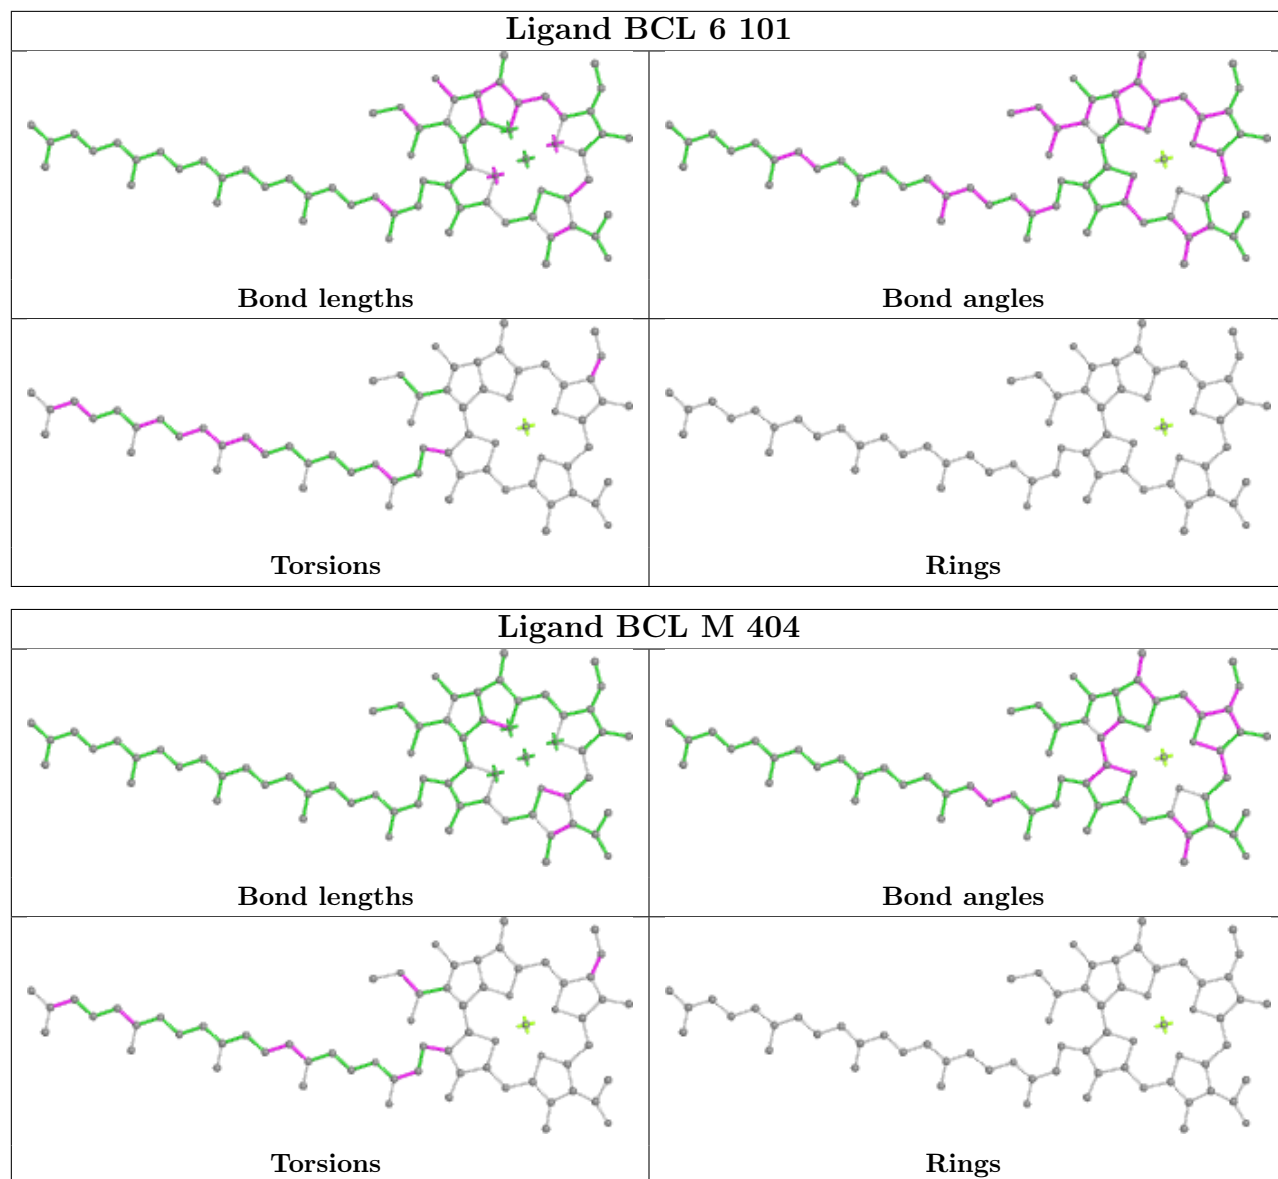 Ligand BCL 6 101
Bond lengths
Bond angles
Torsions
Rings
Ligand BCL M 404
Bond lengths
Bond angles
Torsions
Rings